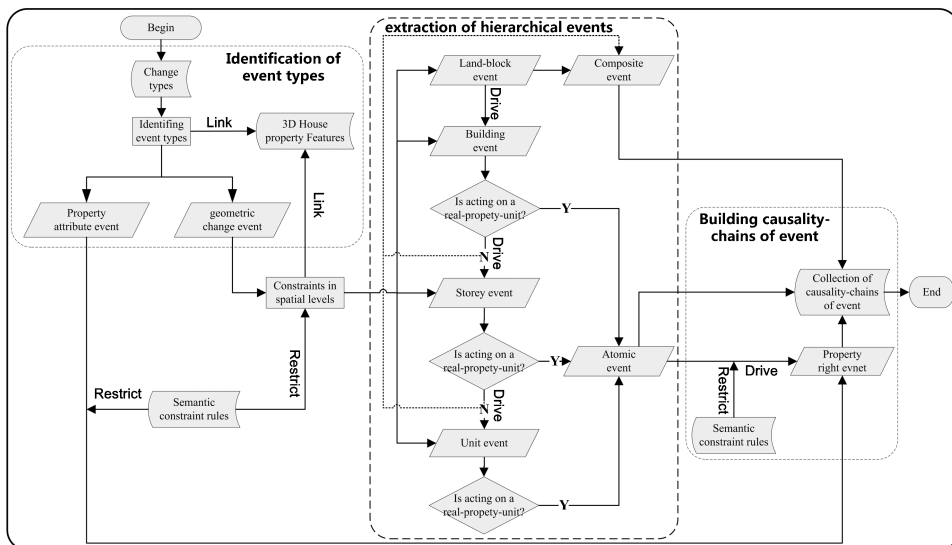 Begin
Identification of
event types
Change
types
Identifing
event types
Link
3D House
property Features
Link
Property
attribute event
geometric
change event
Constraints in
spatial levels
Restrict
Restrict
Semantic
constraint rules
extraction of hierarchical events
Land-block
event
Composite
event
Drive
Building
event
Is acting on a
real-propety-unit?
Y
N
Drive
Storey event
Is acting on a
real-propety-unit?
Y
Atomic
event
N
Drive
Unit event
Is acting on a
real-propety-unit?
Y
Building causality-
chains of event
Collection of
causality-chains
of event
End
Drive
Property
right evnet
Restrict
Semantic
constraint rules